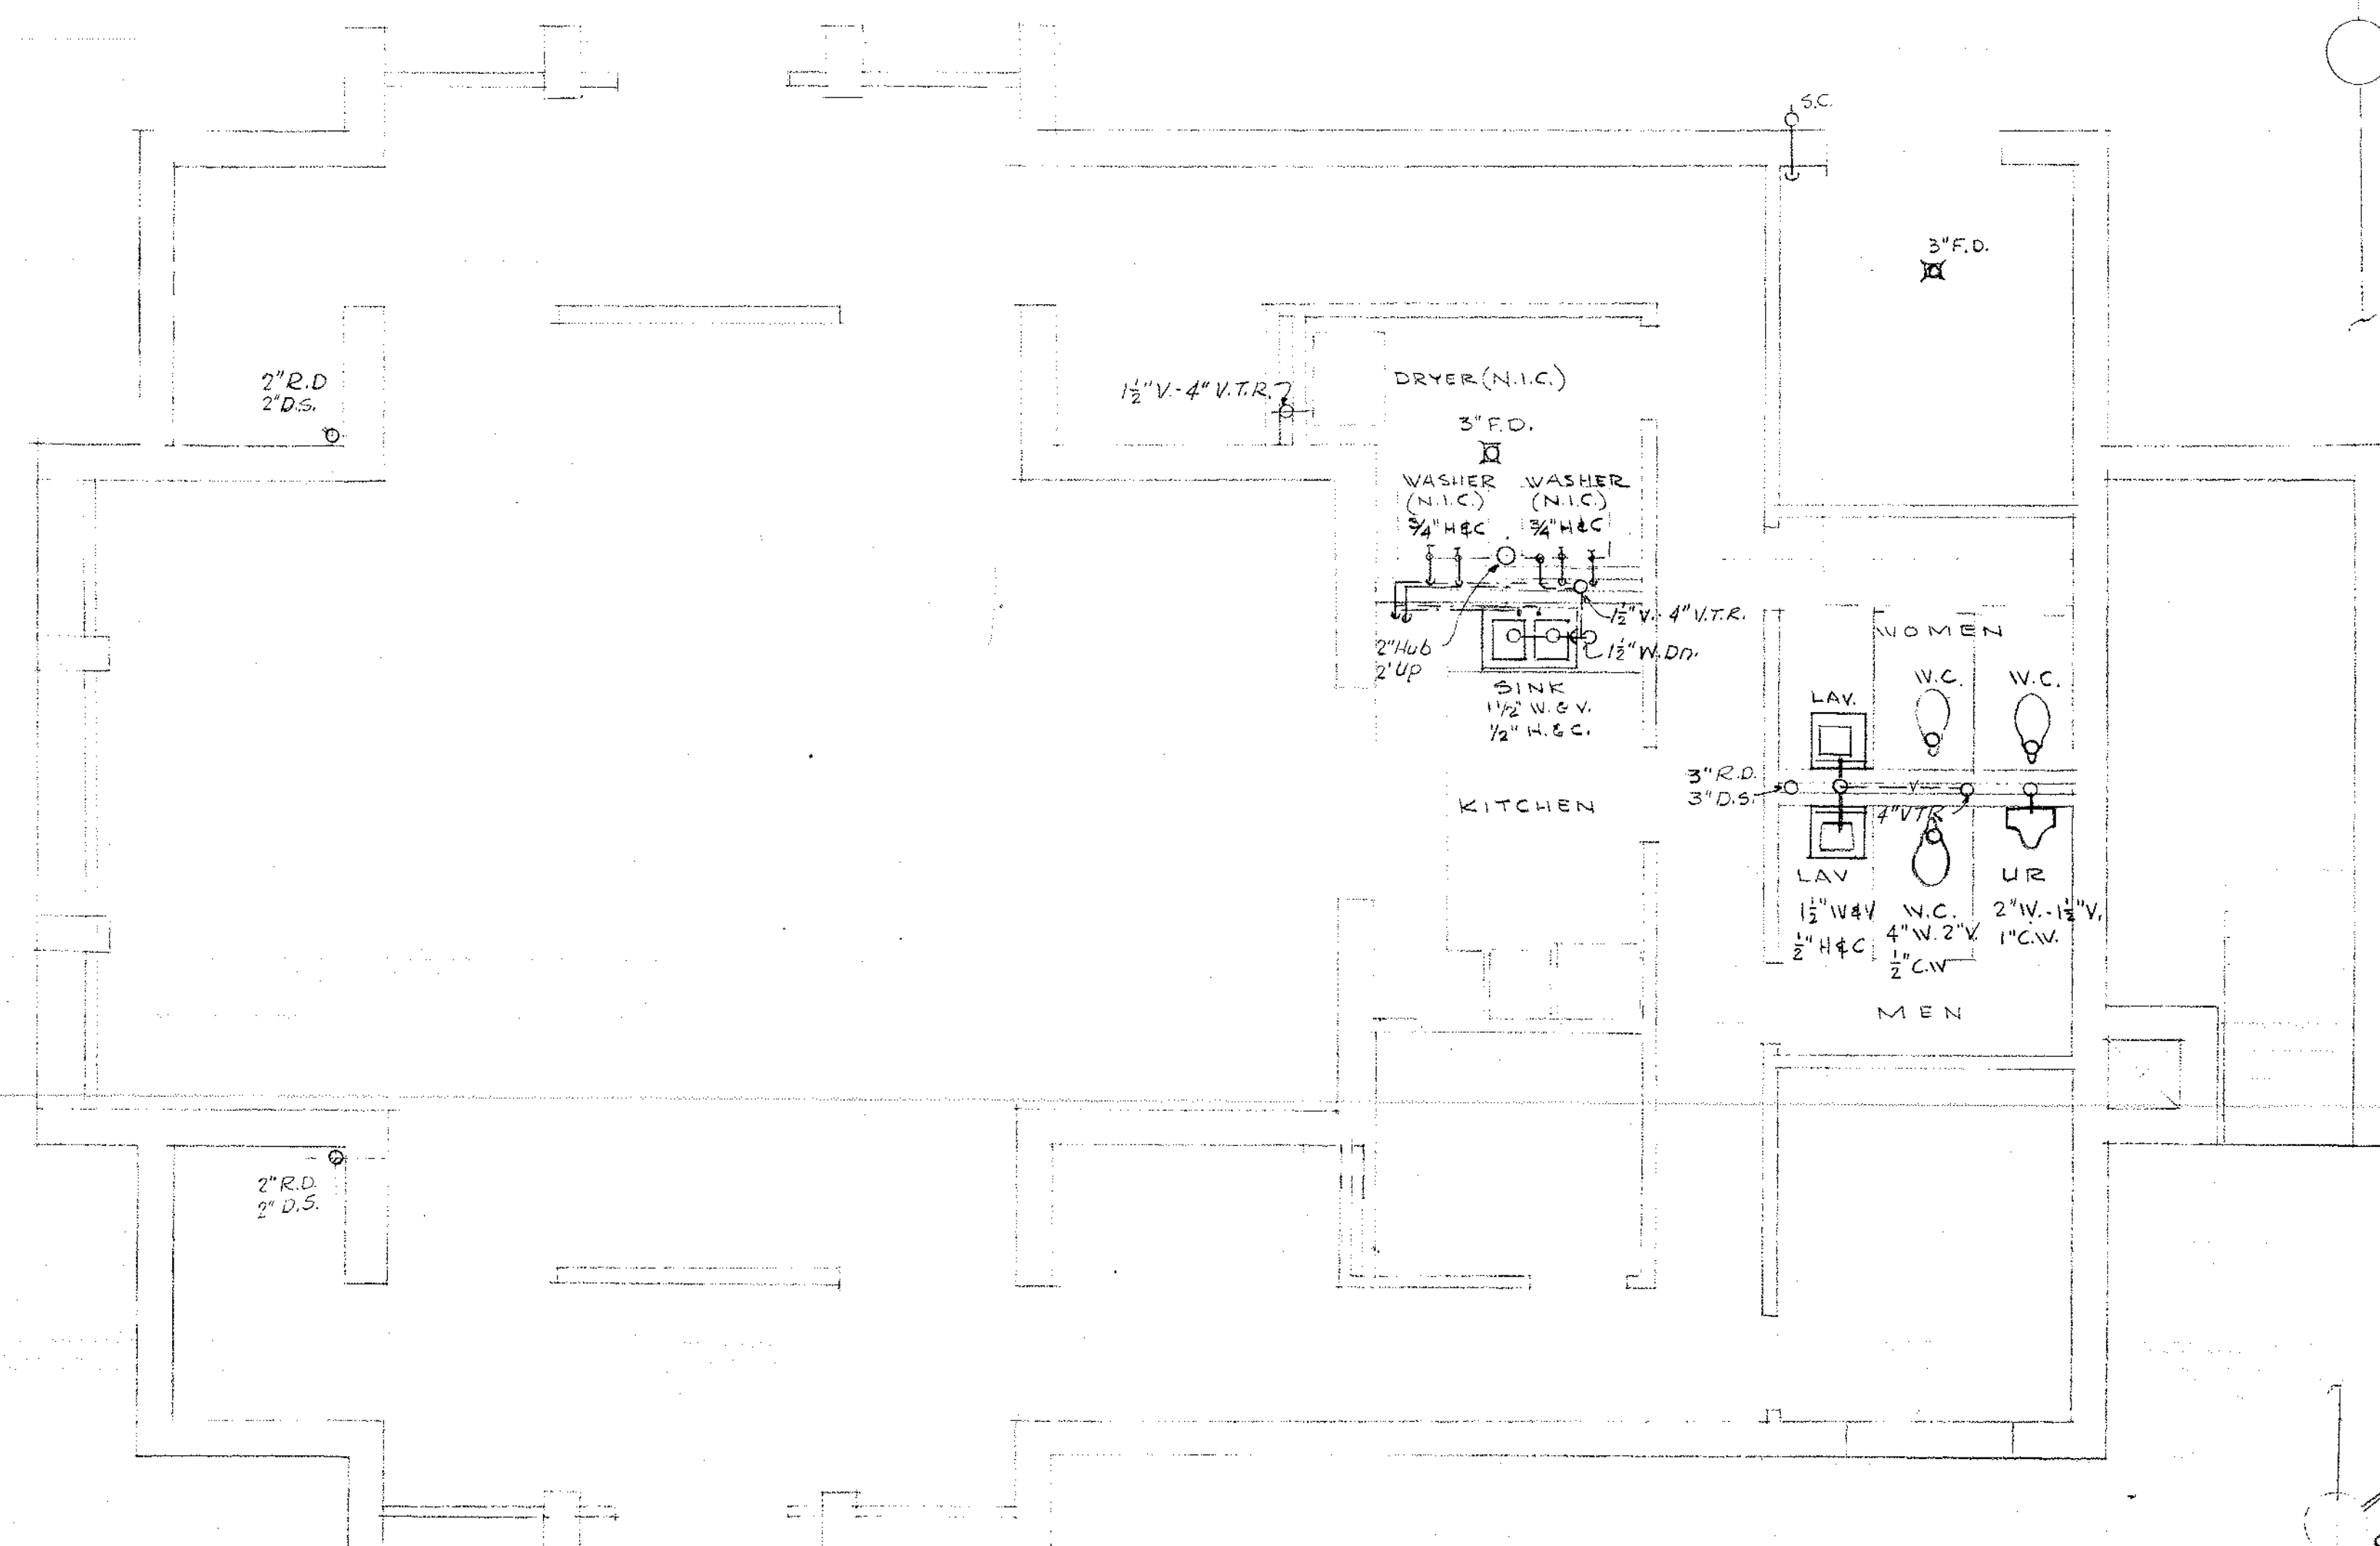 S.C.
3"F.D.
2"R.D
2"D.S.
1½"V.-4"V.T.R.
DRYER(N.I.C.)
3"F.D.
WASHER
(N.I.C.)
¾"H&C
WASHER
(N.I.C.)
¾"H&C
2"Hub
2'Up
1½"V.-4"V.T.R.
1½"W.Dn.
SINK
1½" W.&V.
½" H.&C.
KITCHEN
WOMEN
LAV.
W.C.
W.C.
3"R.D.
3"D.S.
V
4"VTR
LAV
1½"W&V
½"H&C
W.C.
4"W.2"V.
½"C.W
UR
2"W.-1½"V.
1"C.W.
MEN
2"R.D.
2"D.S.